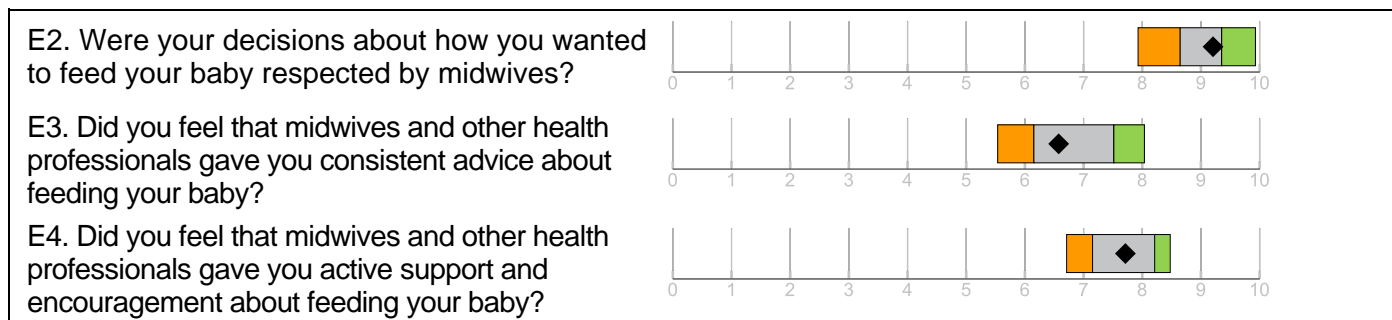 E2. Were your decisions about how you wanted
to feed your baby respected by midwives?
0 1 2 3 4 5 6 7 8 9 10
E3. Did you feel that midwives and other health
professionals gave you consistent advice about
feeding your baby?
0 1 2 3 4 5 6 7 8 9 10
E4. Did you feel that midwives and other health
professionals gave you active support and
encouragement about feeding your baby?
0 1 2 3 4 5 6 7 8 9 10